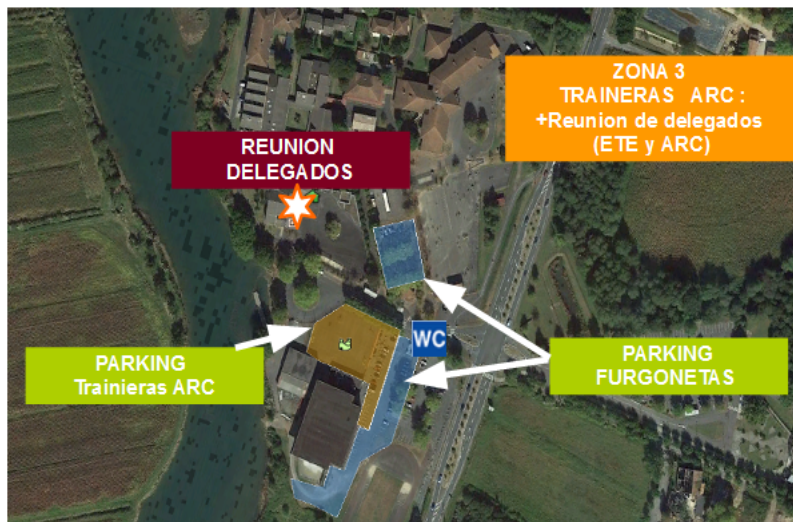 ZONA 3
TRAINERAS ARC :
+Reunion de delegados
(ETE y ARC)
REUNION
DELEGADOS
WC
PARKING
Trainieras ARC
PARKING
FURGONETAS